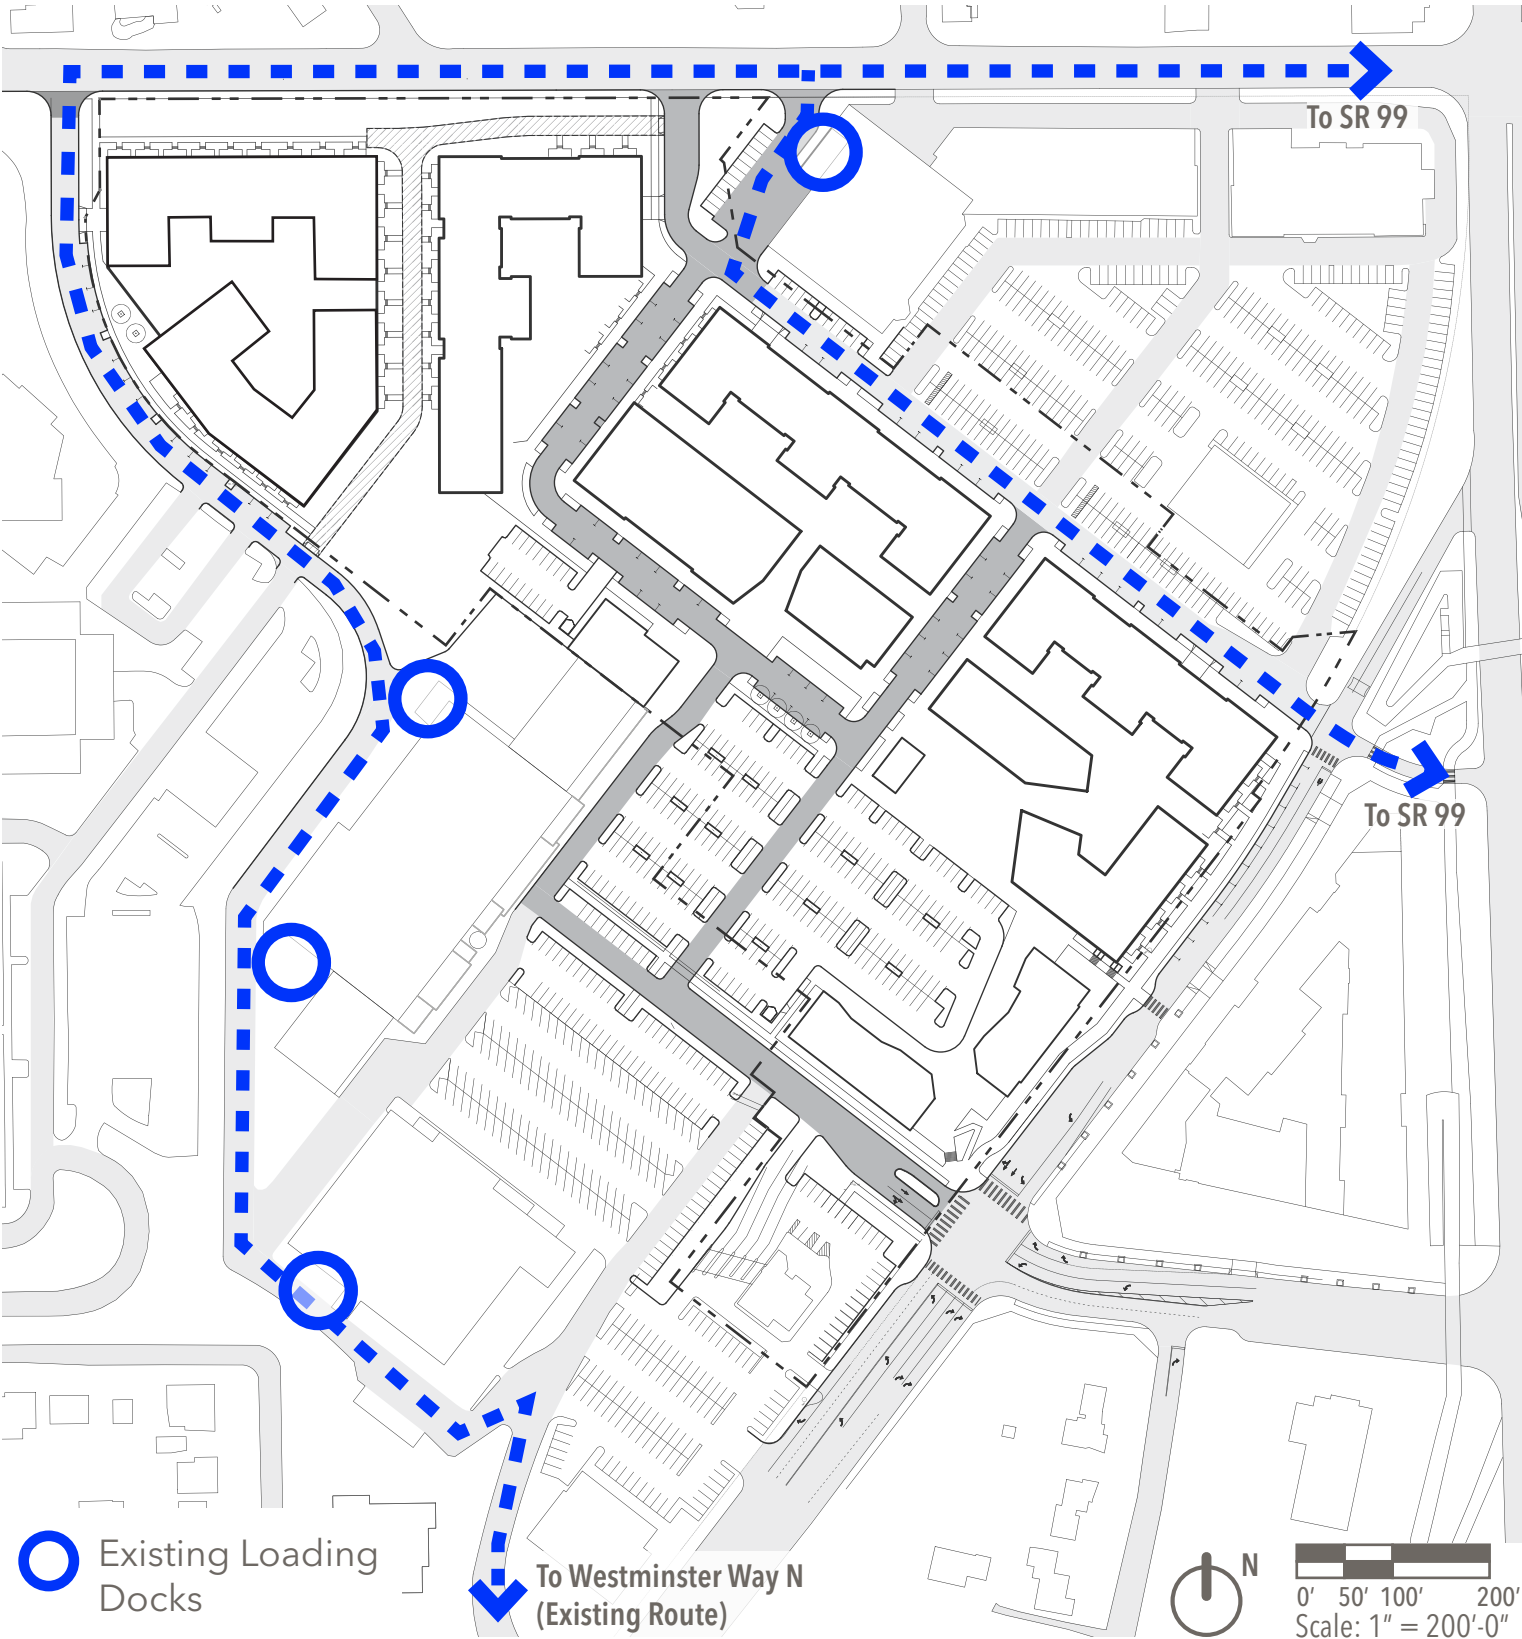 To SR 99
To SR 99
Existing Loading
Docks
To Westminster Way N
(Existing Route)
N
0' 50' 100' 200'
Scale: 1" = 200'-0"